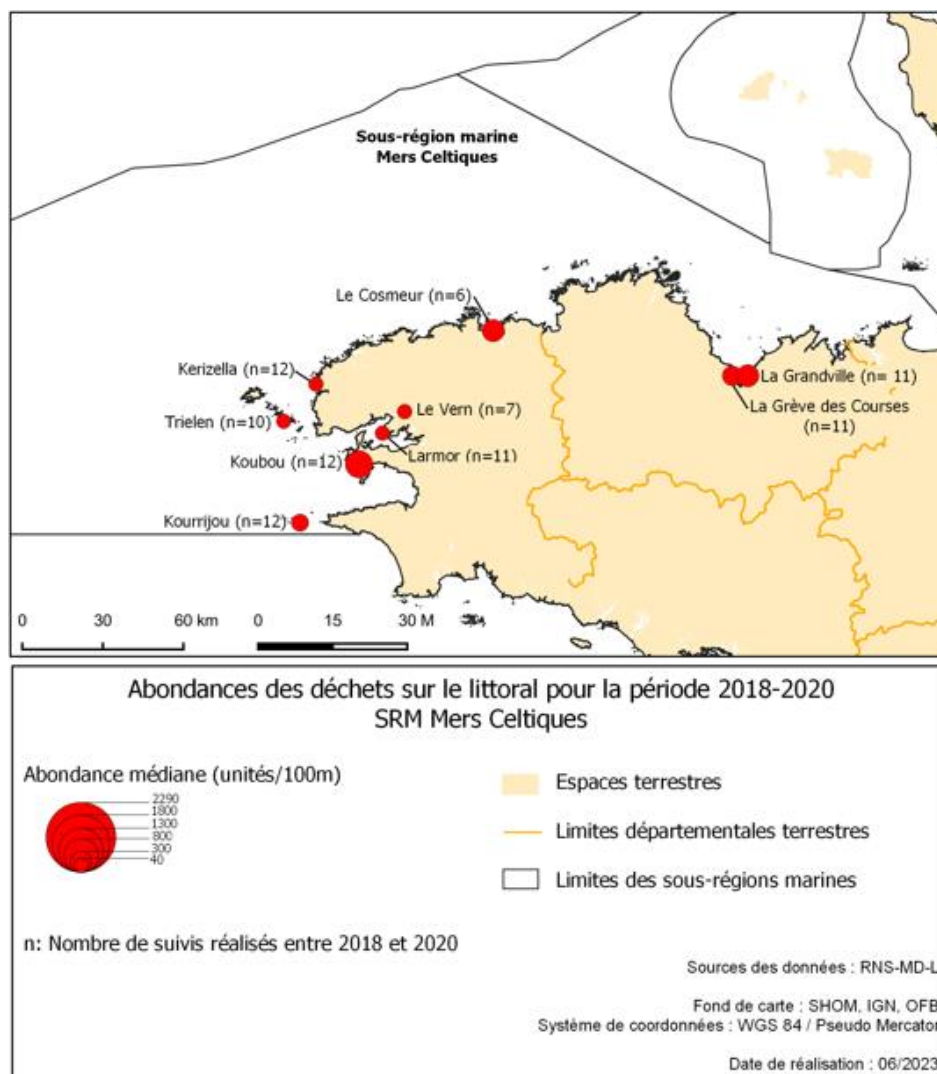 Sous-région marine
Mers Celtiques
Le Cosmeur (n=6)
Kerizella (n=12)
La Grandville (n= 11)
Le Vern (n=7)
La Grève des Courses
(n=11)
Trielen (n=10)
Larmor (n=11)
Koubou (n=12)
Kourrijou (n=12)
0 30 60 km
0 15 30 M
Abondances des déchets sur le littoral pour la période 2018-2020
SRM Mers Celtiques
Abondance médiane (unités/100m)
2290
1800
1300
800
300
40
Espaces terrestres
Limites départementales terrestres
Limites des sous-régions marines
n: Nombre de suivis réalisés entre 2018 et 2020
Sources des données : RNS-MD-L
Fond de carte : SHOM, IGN, OFB
Système de coordonnées : WGS 84 / Pseudo Mercator
Date de réalisation : 06/2023